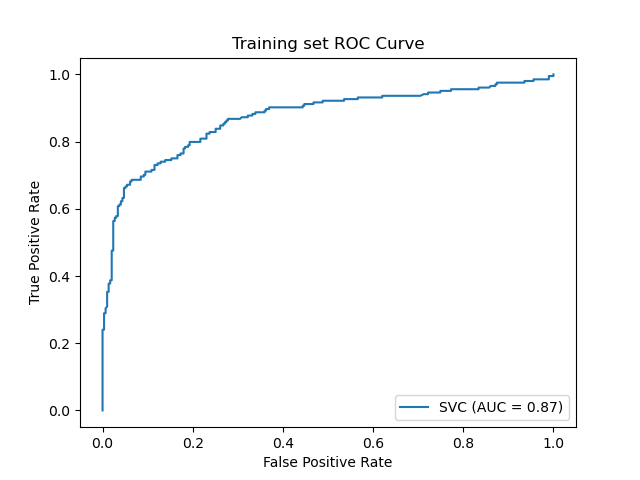 Training set ROC Curve
True Positive Rate
1.0
0.8
0.6
0.4
0.2
0.0
SVC (AUC = 0.87)
0.0 0.2 0.4 0.6 0.8 1.0
False Positive Rate